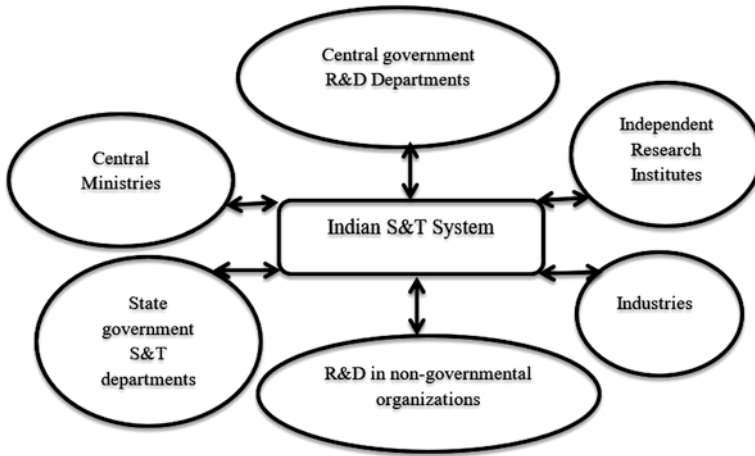 Central government
R&D Departments
Independent
Research
Institutes
Central
Ministries
Indian S&T System
State
government
S&T
departments
Industries
R&D in non-governmental
organizations